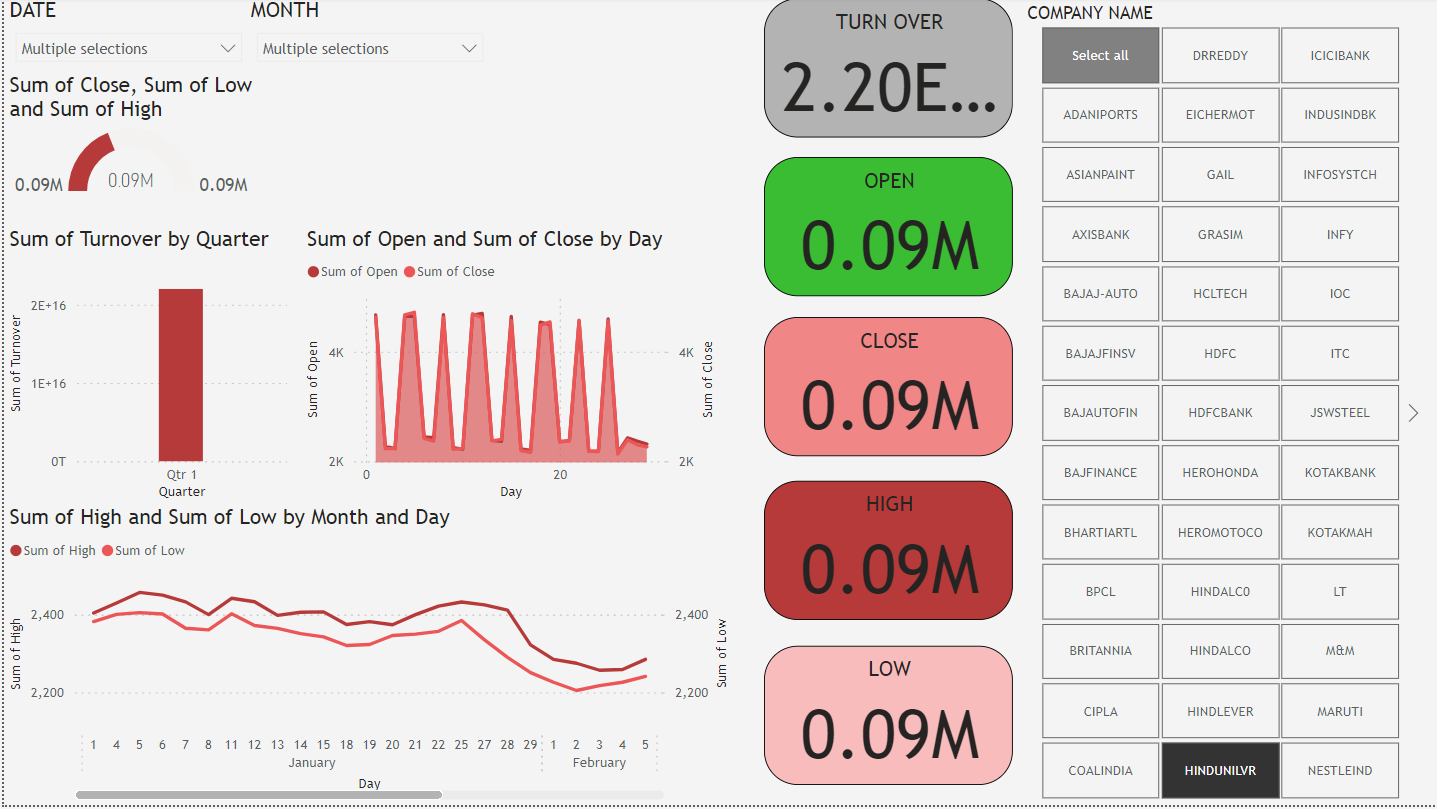 DATE
MONTH
Multiple selections
Multiple selections
Sum of Close, Sum of Low
and Sum of High
0.09M
0.09M
0.09M
Sum of Turnover by Quarter
Sum of Turnover
2E+16
1E+16
0T
Qtr 1
Quarter
Sum of Open and Sum of Close by Day
Sum of Open
Sum of Close
Sum of Open
4K
2K
4K
2K
Sum of Close
0
20
Day
Sum of High and Sum of Low by Month and Day
Sum of High
Sum of Low
Sum of High
2,400
2,200
2,400
2,200
Sum of Low
1 4 5 6 7 8 11 12 13 14 15 18 19 20 21 22 25 27 28 29 1 2 3 4 5
January
February
Day
TURN OVER
2.20E...
OPEN
0.09M
CLOSE
0.09M
HIGH
0.09M
LOW
0.09M
COMPANY NAME
Select all
DRREDDY
ICICIBANK
ADANIPORTS
EICHERMOT
INDUSINDBK
ASIANPAINT
GAIL
INFOSYSTCH
AXISBANK
GRASIM
INFY
BAJAJ-AUTO
HCLTECH
IOC
BAJAJFINSV
HDFC
ITC
BAJAUTOFIN
HDFCBANK
JSWSTEEL
BAJFINANCE
HEROHONDA
KOTAKBANK
BHARTIARTL
HEROMOTOCO
KOTAKMAH
BPCL
HINDALC0
LT
BRITANNIA
HINDALCO
M&M
CIPLA
HINDLEVER
MARUTI
COALINDIA
HINDUNILVR
NESTLEIND